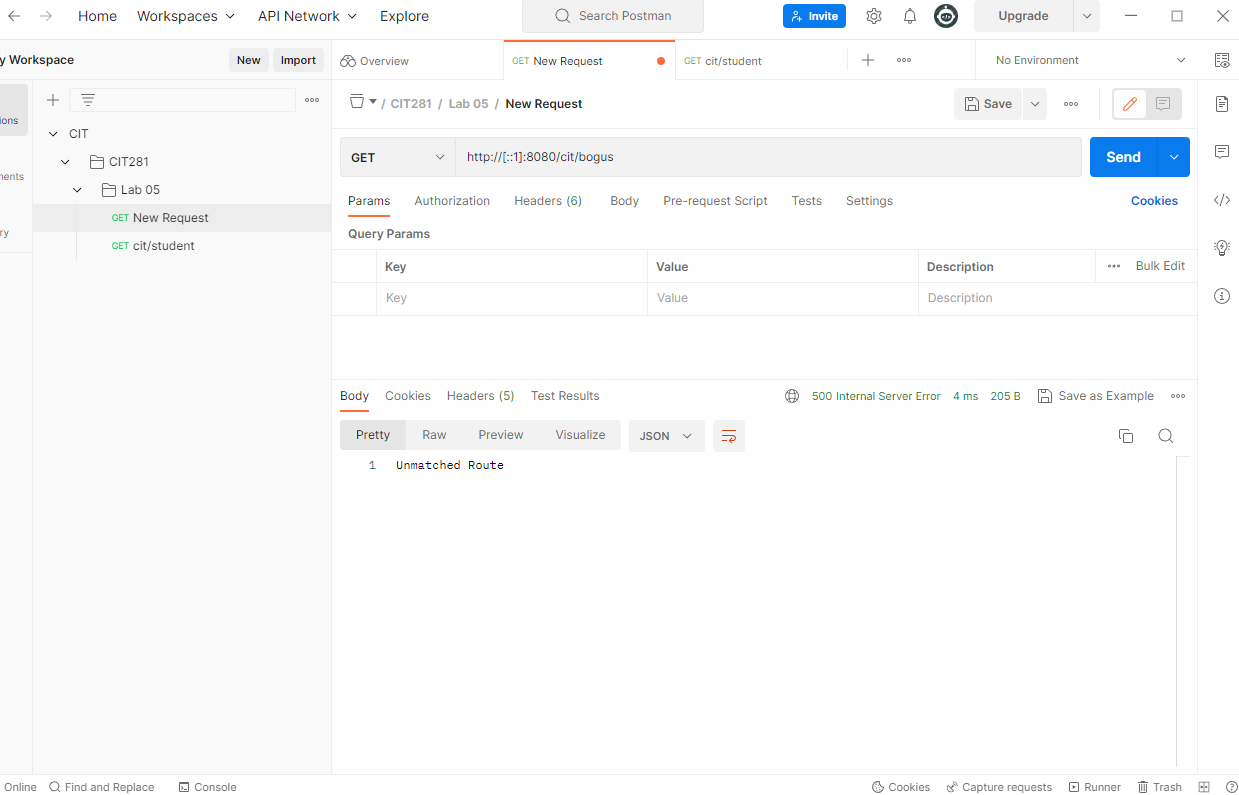 Home Workspaces API Network Explore Search Postman Invite Upgrade
y Workspace New Import Overview GET New Request GET cit/student No Environment
/ CIT281 / Lab 05 / New Request Save
ions
CIT
GET http://[::1]:8080/cit/bogus Send
CIT281
ments
Lab 05
Params Authorization Headers (6) Body Pre-request Script Tests Settings Cookies
GET New Request
ry
Query Params
GET cit/student
Key Value Description Bulk Edit
Key Value Description
Body Cookies Headers (5) Test Results 500 Internal Server Error 4 ms 205 B Save as Example
Pretty Raw Preview Visualize JSON
1 Unmatched Route
Online Find and Replace Console Cookies Capture requests Runner Trash